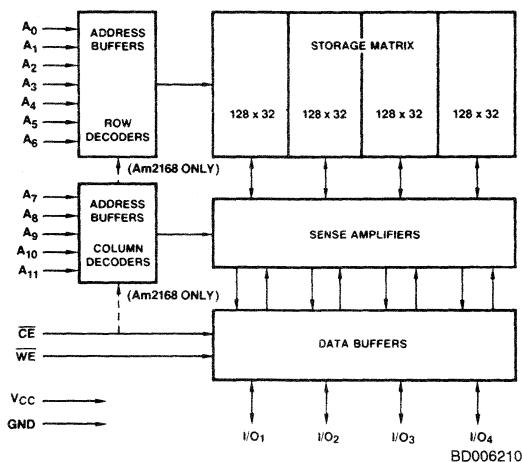 A0
A1
A2
A3
A4
A5
A6
ADDRESS
BUFFERS
ROW
DECODERS
STORAGE MATRIX
128 x 32
128 x 32
128 x 32
128 x 32
(Am2168 ONLY)
A7
A8
A9
A10
A11
ADDRESS
BUFFERS
COLUMN
DECODERS
SENSE AMPLIFIERS
(Am2168 ONLY)
CE
WE
DATA BUFFERS
VCC
GND
I/O1
I/O2
I/O3
I/O4
BD006210